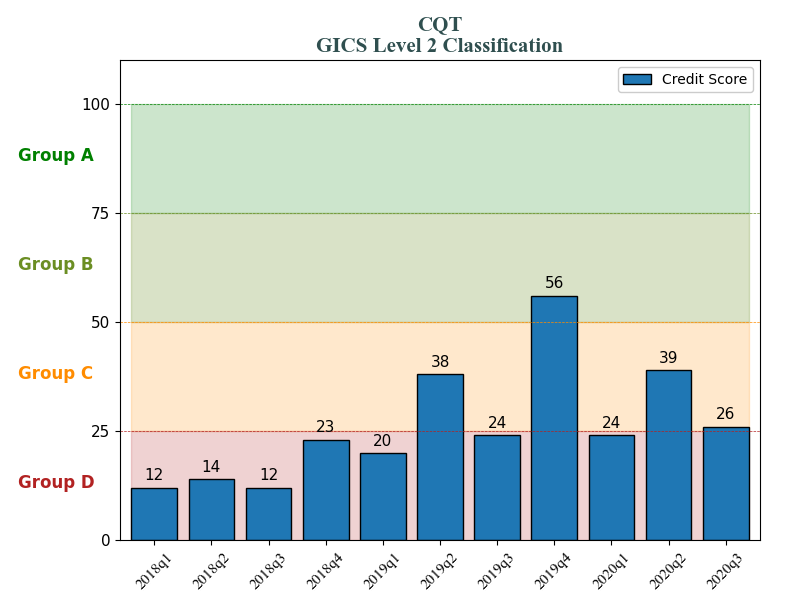 CQT
GICS Level 2 Classification
Credit Score
100
Group A
75
Group B
56
50
39
38
Group C
26
25
24
24
23
20
14
12
12
Group D
0
2018q1
2018q2
2018q3
2018q4
2019q1
2019q2
2019q3
2019q4
2020q1
2020q2
2020q3